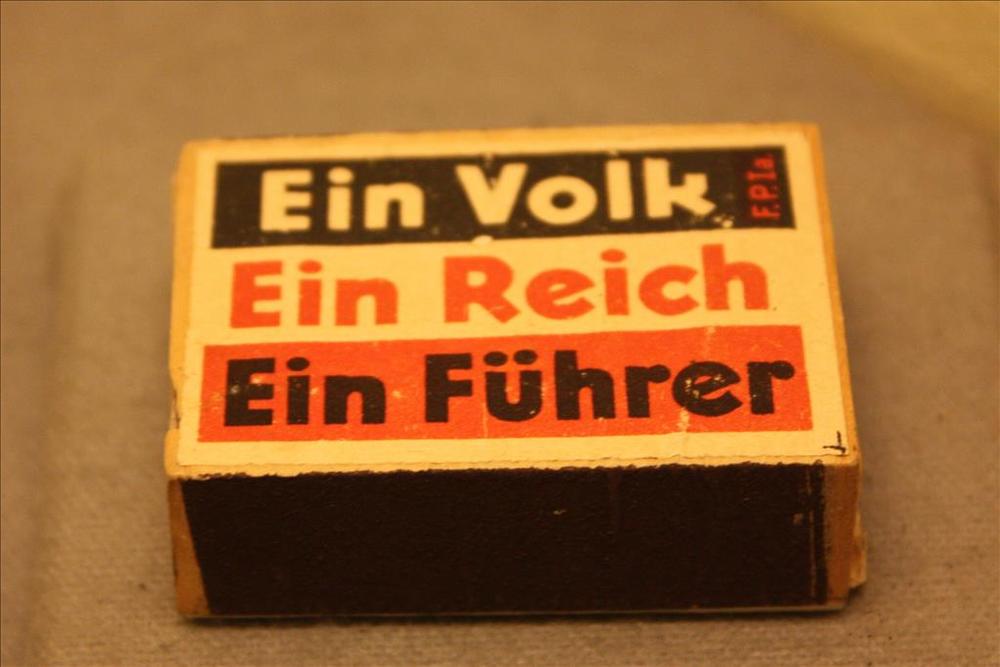 Ein Volk
F.P.Ia.
Ein Reich
Ein Führer